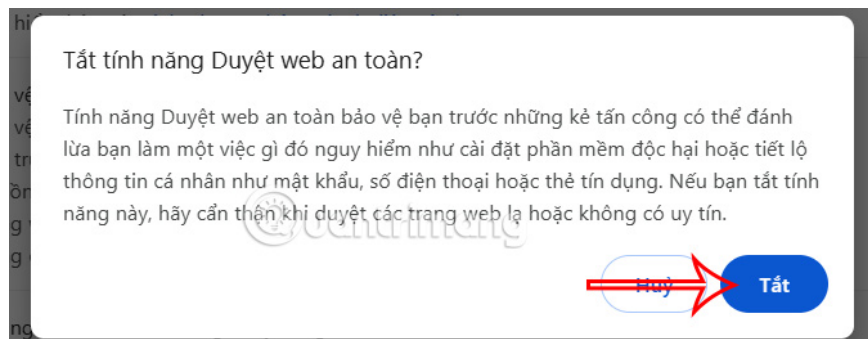 Tắt tính năng Duyệt web an toàn?
Tính năng Duyệt web an toàn bảo vệ bạn trước những kẻ tấn công có thể đánh
lừa bạn làm một việc gì đó nguy hiểm như cài đặt phần mềm độc hại hoặc tiết lộ
thông tin cá nhân như mật khẩu, số điện thoại hoặc thẻ tín dụng. Nếu bạn tắt tính
năng này, hãy cẩn thận khi duyệt các trang web lạ hoặc không có uy tín.
quantrimang
Huỷ
Tắt